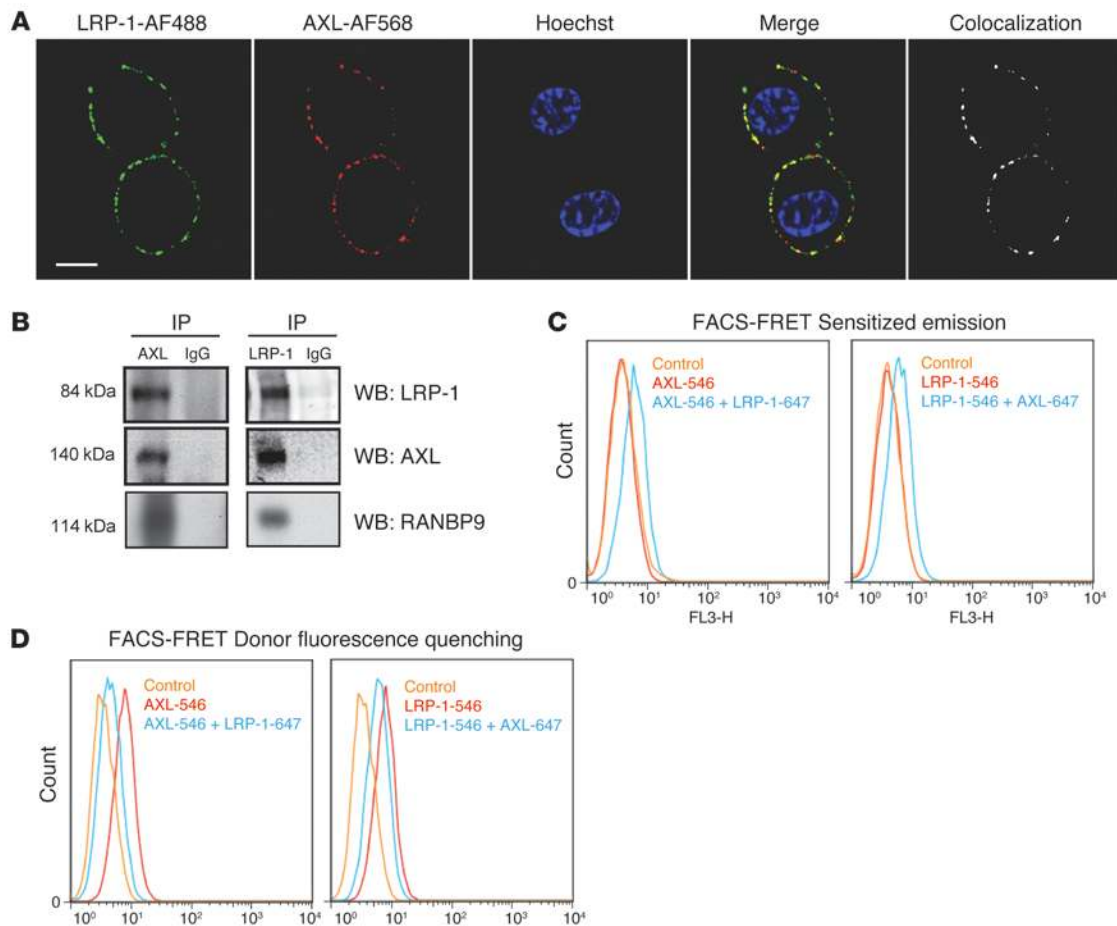 A
LRP-1-AF488 AXL-AF568 Hoechst Merge Colocalization
B
IP IP
AXL IgG LRP-1 IgG
84 kDa WB: LRP-1
140 kDa WB: AXL
114 kDa WB: RANBP9
C
FACS-FRET Sensitized emission
Control
AXL-546
AXL-546 + LRP-1-647
Count
0
10⁰ 10¹ 10² 10³ 10⁴
FL3-H
Control
LRP-1-546
LRP-1-546 + AXL-647
10⁰ 10¹ 10² 10³ 10⁴
FL3-H
D
FACS-FRET Donor fluorescence quenching
Control
AXL-546
AXL-546 + LRP-1-647
Count
0
10⁰ 10¹ 10² 10³ 10⁴
Control
LRP-1-546
LRP-1-546 + AXL-647
10⁰ 10¹ 10² 10³ 10⁴